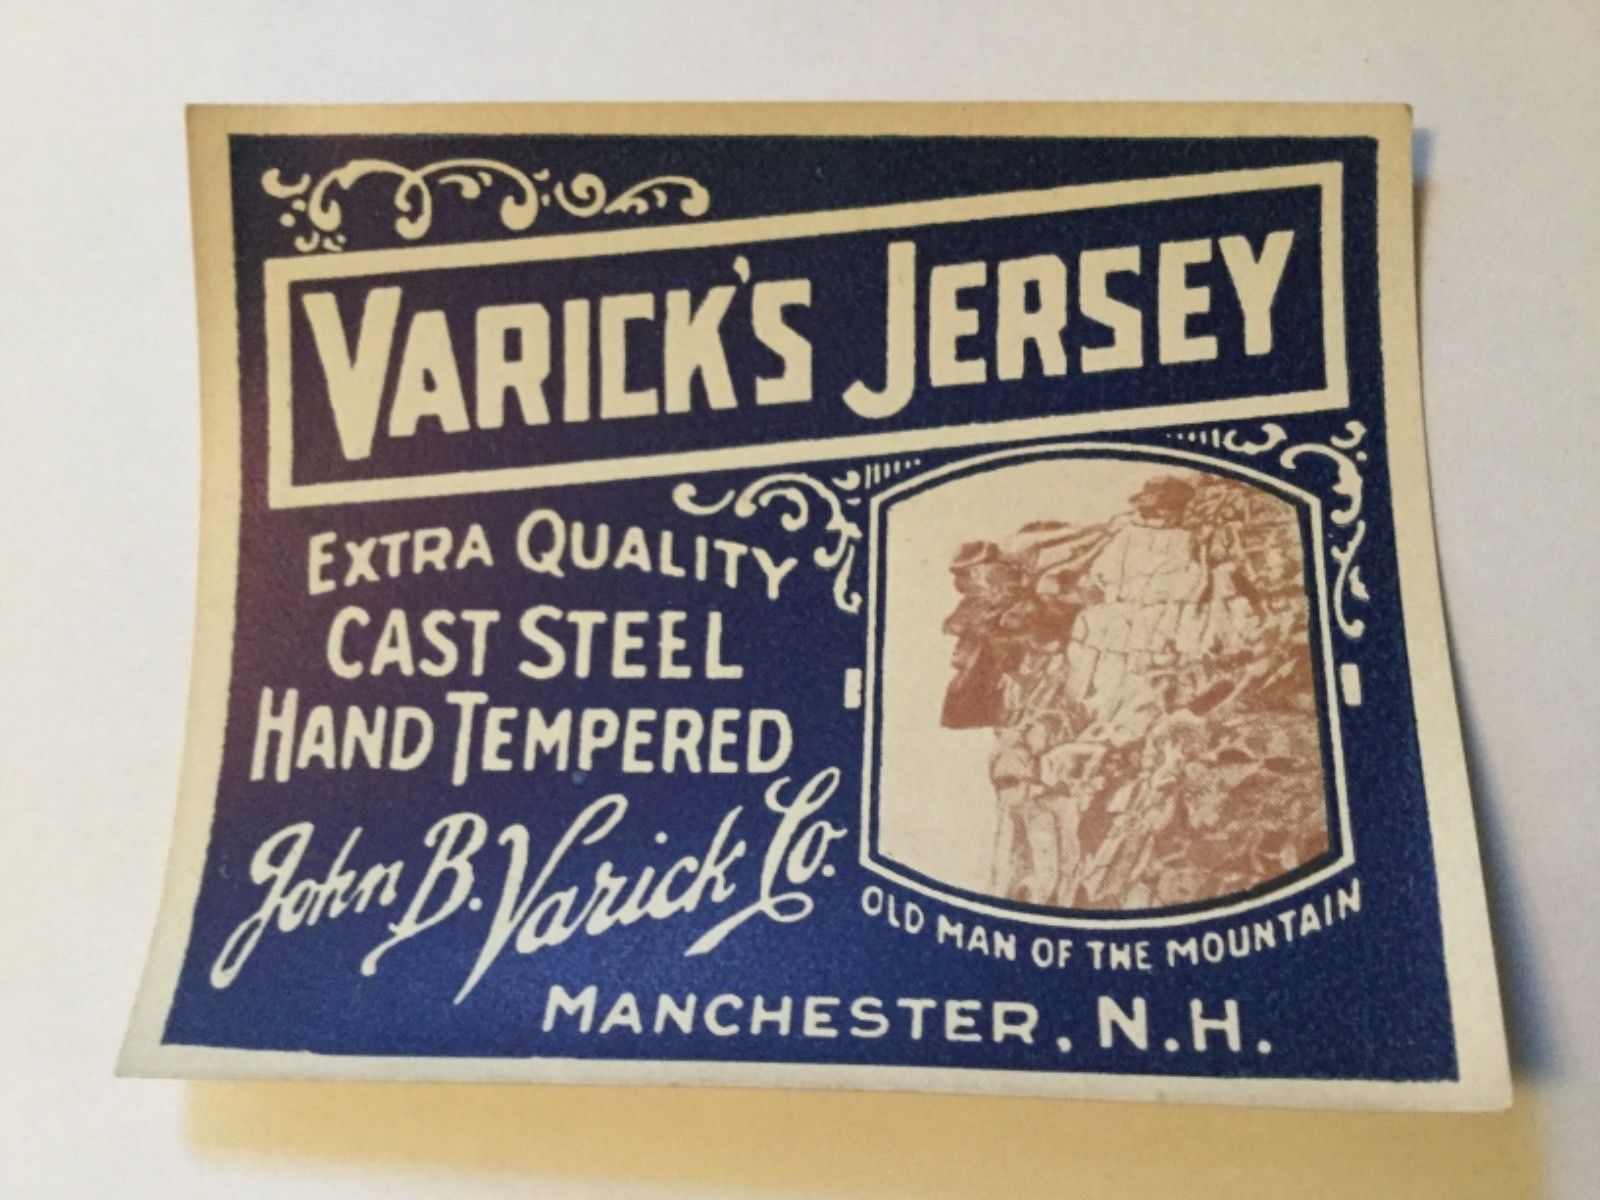 VARICK'S JERSEY
EXTRA QUALITY
CAST STEEL
HAND TEMPERED
John B. Varick Co.
OLD MAN OF THE MOUNTAIN
MANCHESTER, N.H.